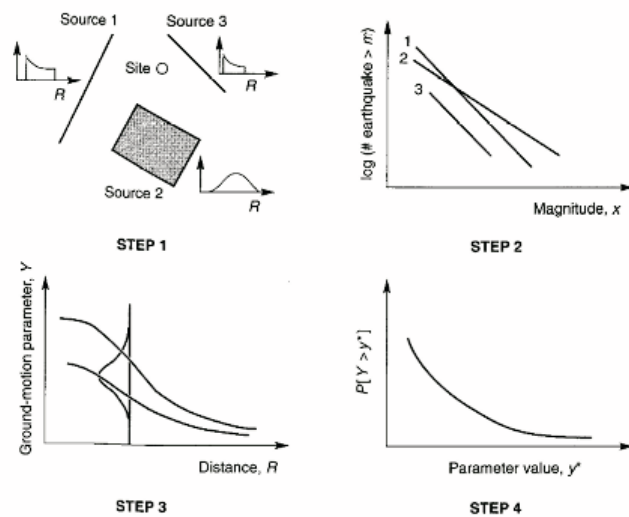 Source 1
Source 3
Site
R
R
Source 2
R
STEP 1
log (# earthquake > m)
1
2
3
Magnitude, x
STEP 2
Ground-motion parameter, Y
Distance, R
STEP 3
P[Y > y*]
Parameter value, y*
STEP 4